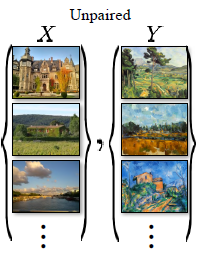 Unpaired
X Y
{ ⋮ } , { ⋮ }